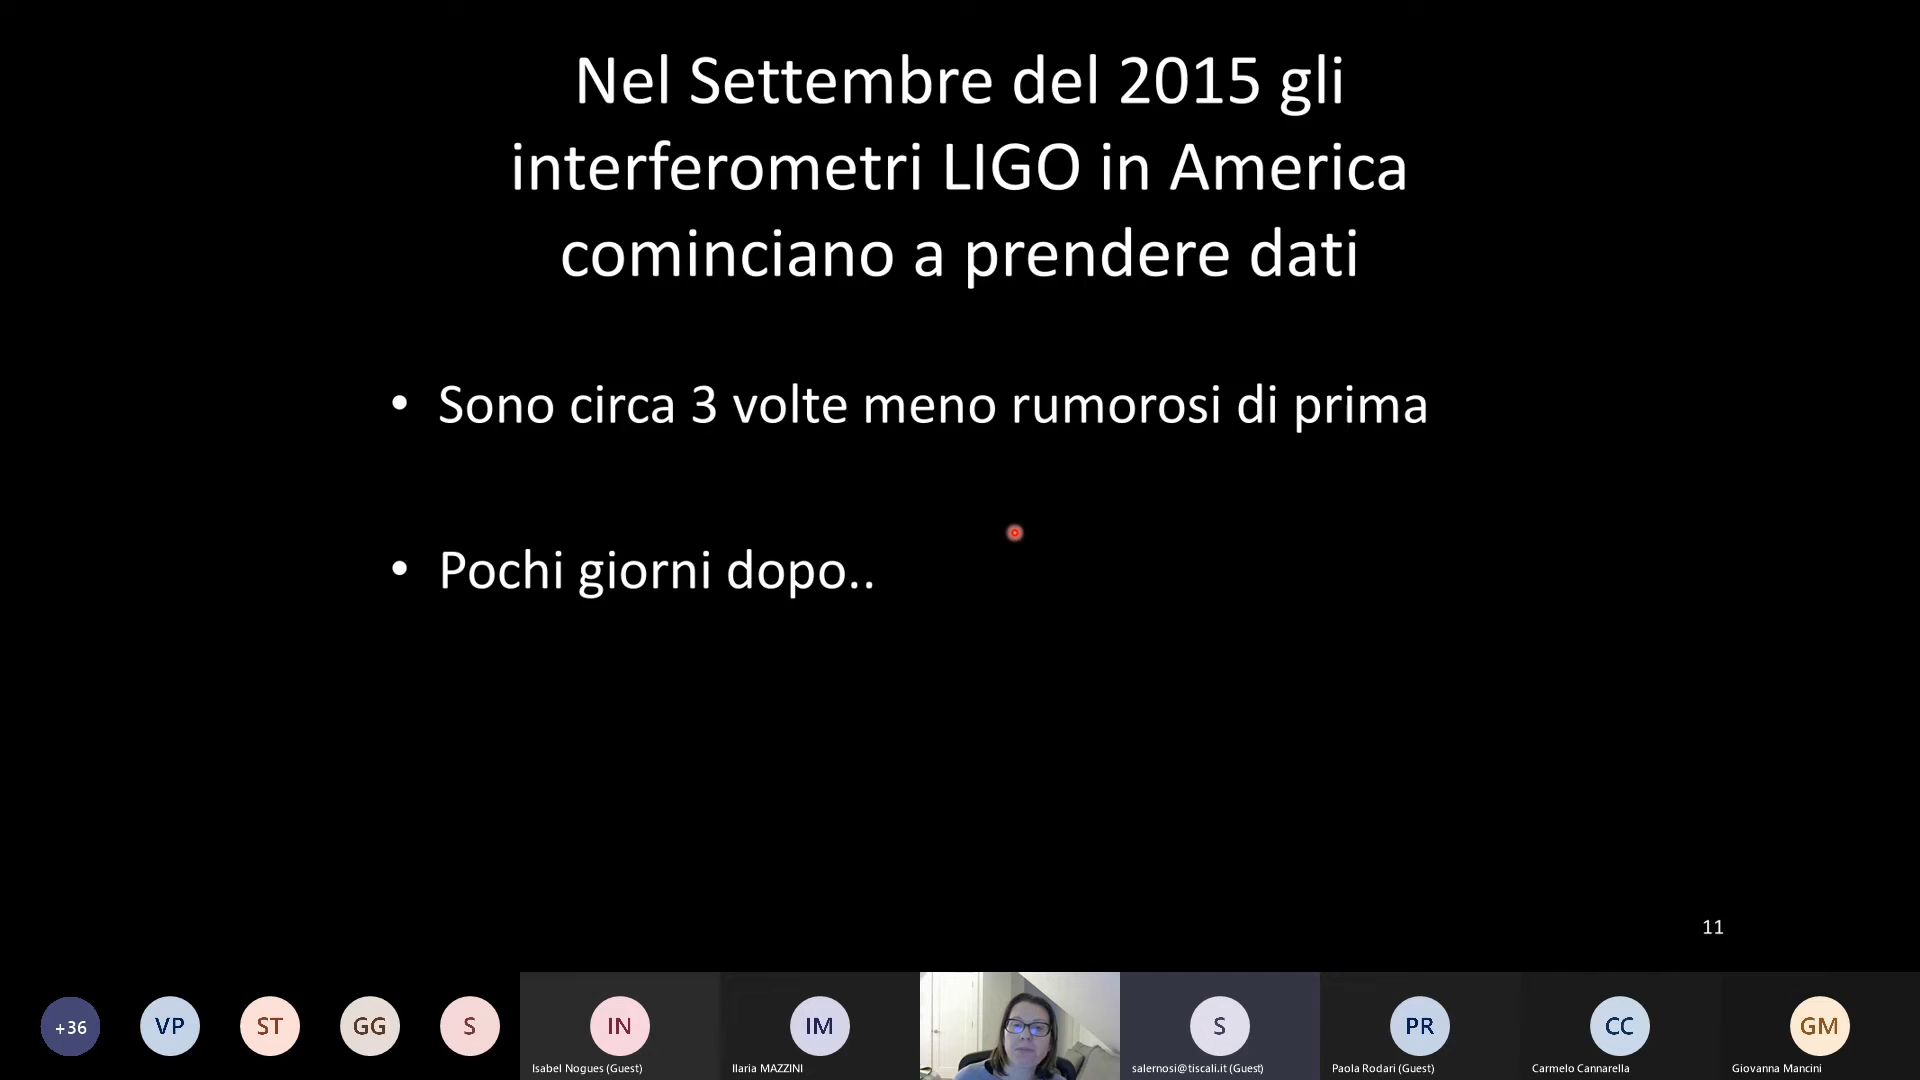 Nel Settembre del 2015 gli
interferometri LIGO in America
cominciano a prendere dati
• Sono circa 3 volte meno rumorosi di prima
• Pochi giorni dopo..
11
+36
VP
ST
GG
S
IN
IM
S
PR
CC
GM
Isabel Nogues (Guest)
Ilaria MAZZINI
salernosi@tiscali.it (Guest)
Paola Rodari (Guest)
Carmelo Cannarella
Giovanna Mancini